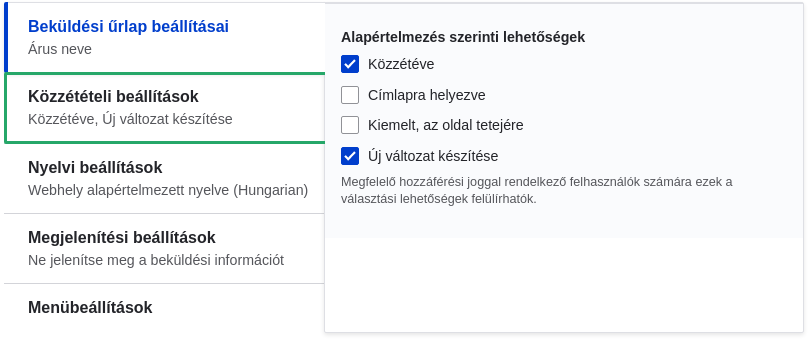 Beküldési űrlap beállításai
Árus neve
Közzétételi beállítások
Közzétéve, Új változat készítése
Nyelvi beállítások
Webhely alapértelmezett nyelve (Hungarian)
Megjelenítési beállítások
Ne jelenítse meg a beküldési információt
Menübeállítások
Alapértelmezés szerinti lehetőségek
Közzétéve
Címlapra helyezve
Kiemelt, az oldal tetejére
Új változat készítése
Megfelelő hozzáférési joggal rendelkező felhasználók számára ezek a
választási lehetőségek felülírhatók.